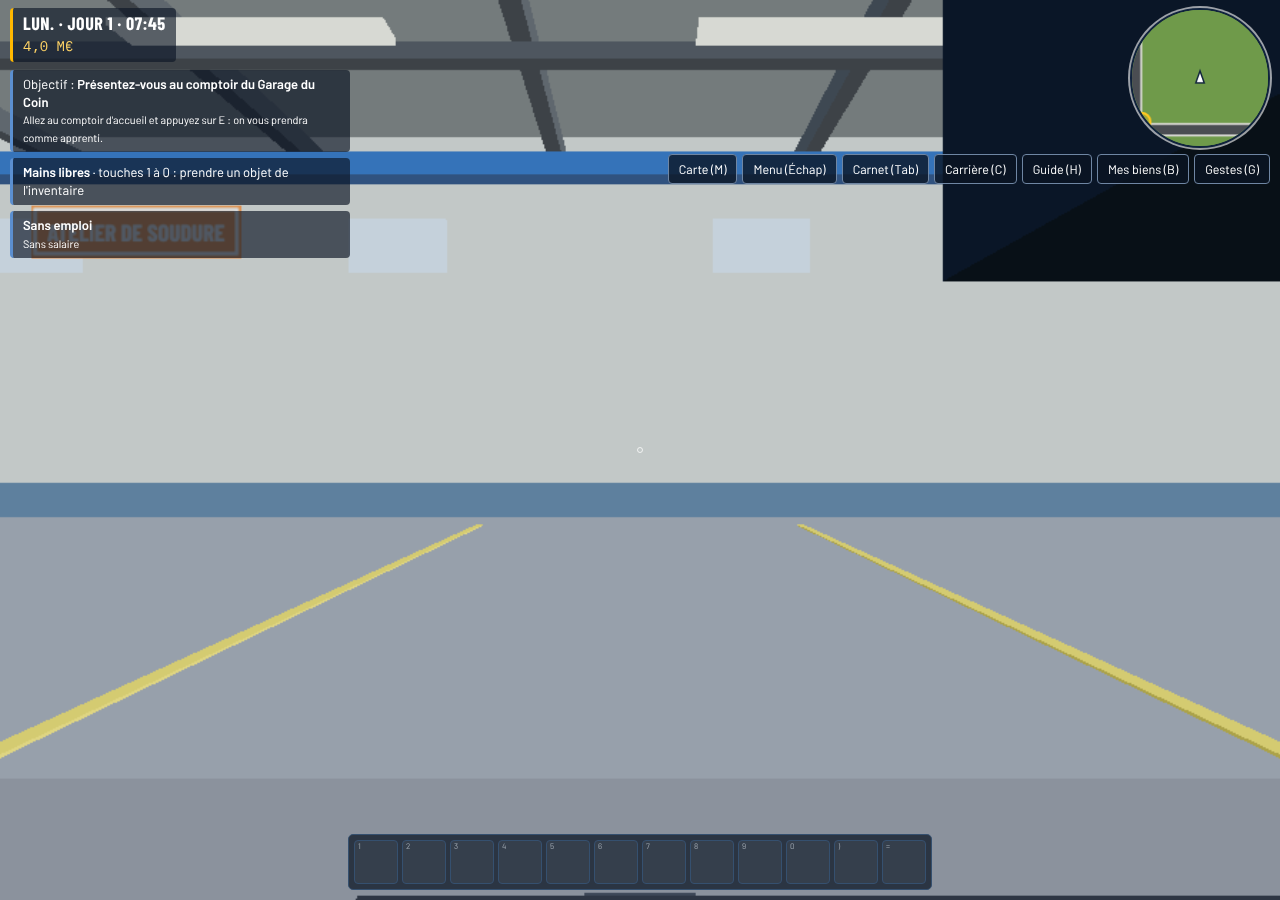 LUN. · JOUR 1 · 07:45
4,0 M€
Objectif : Présentez-vous au comptoir du Garage du
Coin
Allez au comptoir d'accueil et appuyez sur E : on vous prendra
comme apprenti.
Mains libres · touches 1 à 0 : prendre un objet de
l'inventaire
Sans emploi
Sans salaire
ATELIER DE SOUDURE
Carte (M)
Menu (Échap)
Carnet (Tab)
Carrière (C)
Guide (H)
Mes biens (B)
Gestes (G)
1 2 3 4 5 6 7 8 9 0 ) =